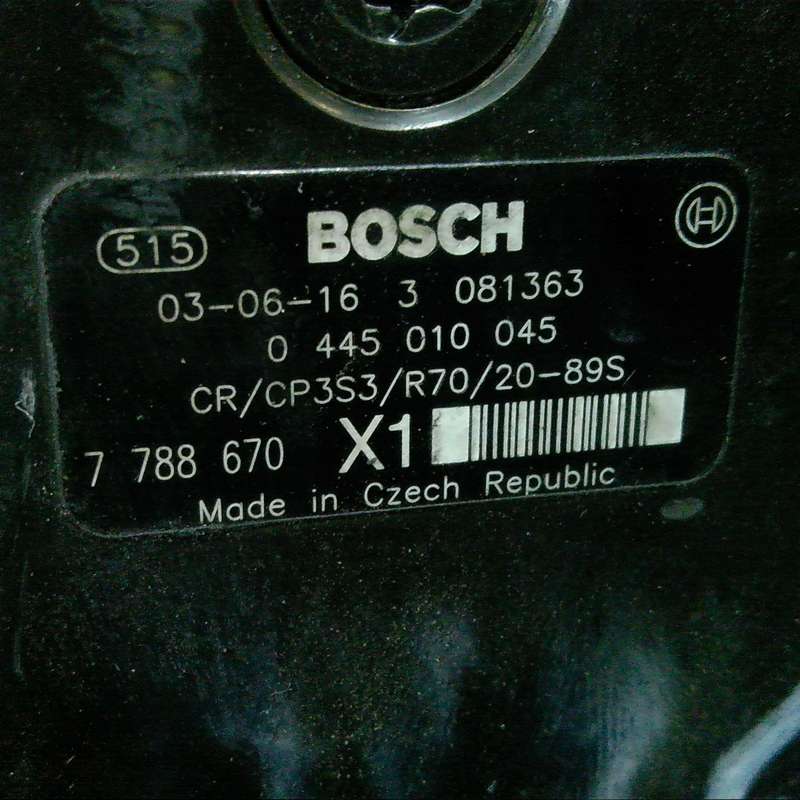 515 BOSCH
03-06-16 3 081363
0 445 010 045
CR/CP3S3/R70/20-89S
7 788 670 X1
Made in Czech Republic